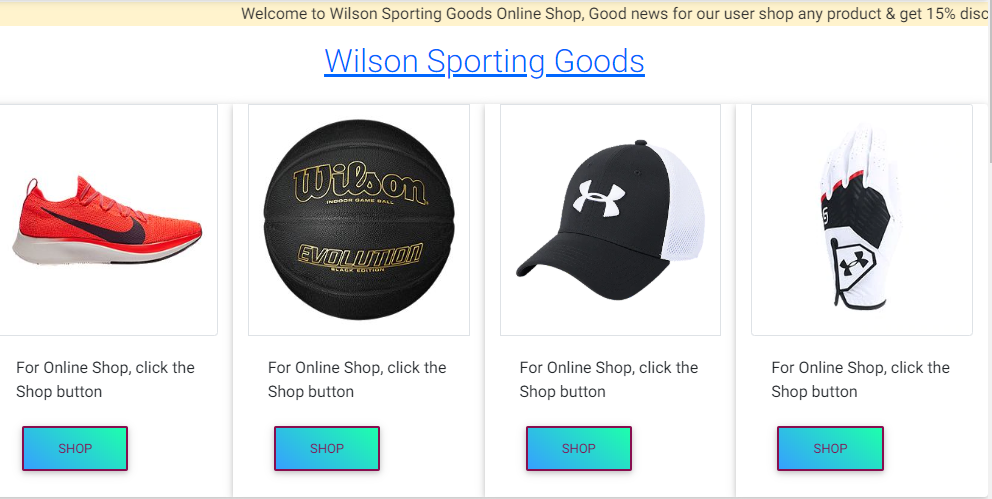 Welcome to Wilson Sporting Goods Online Shop, Good news for our user shop any product & get 15% disc
Wilson Sporting Goods
Wilson
INDOOR GAME BALL
EVOLUTION
BLACK EDITION
For Online Shop, click the
Shop button
For Online Shop, click the
Shop button
For Online Shop, click the
Shop button
For Online Shop, click the
Shop button
SHOP
SHOP
SHOP
SHOP